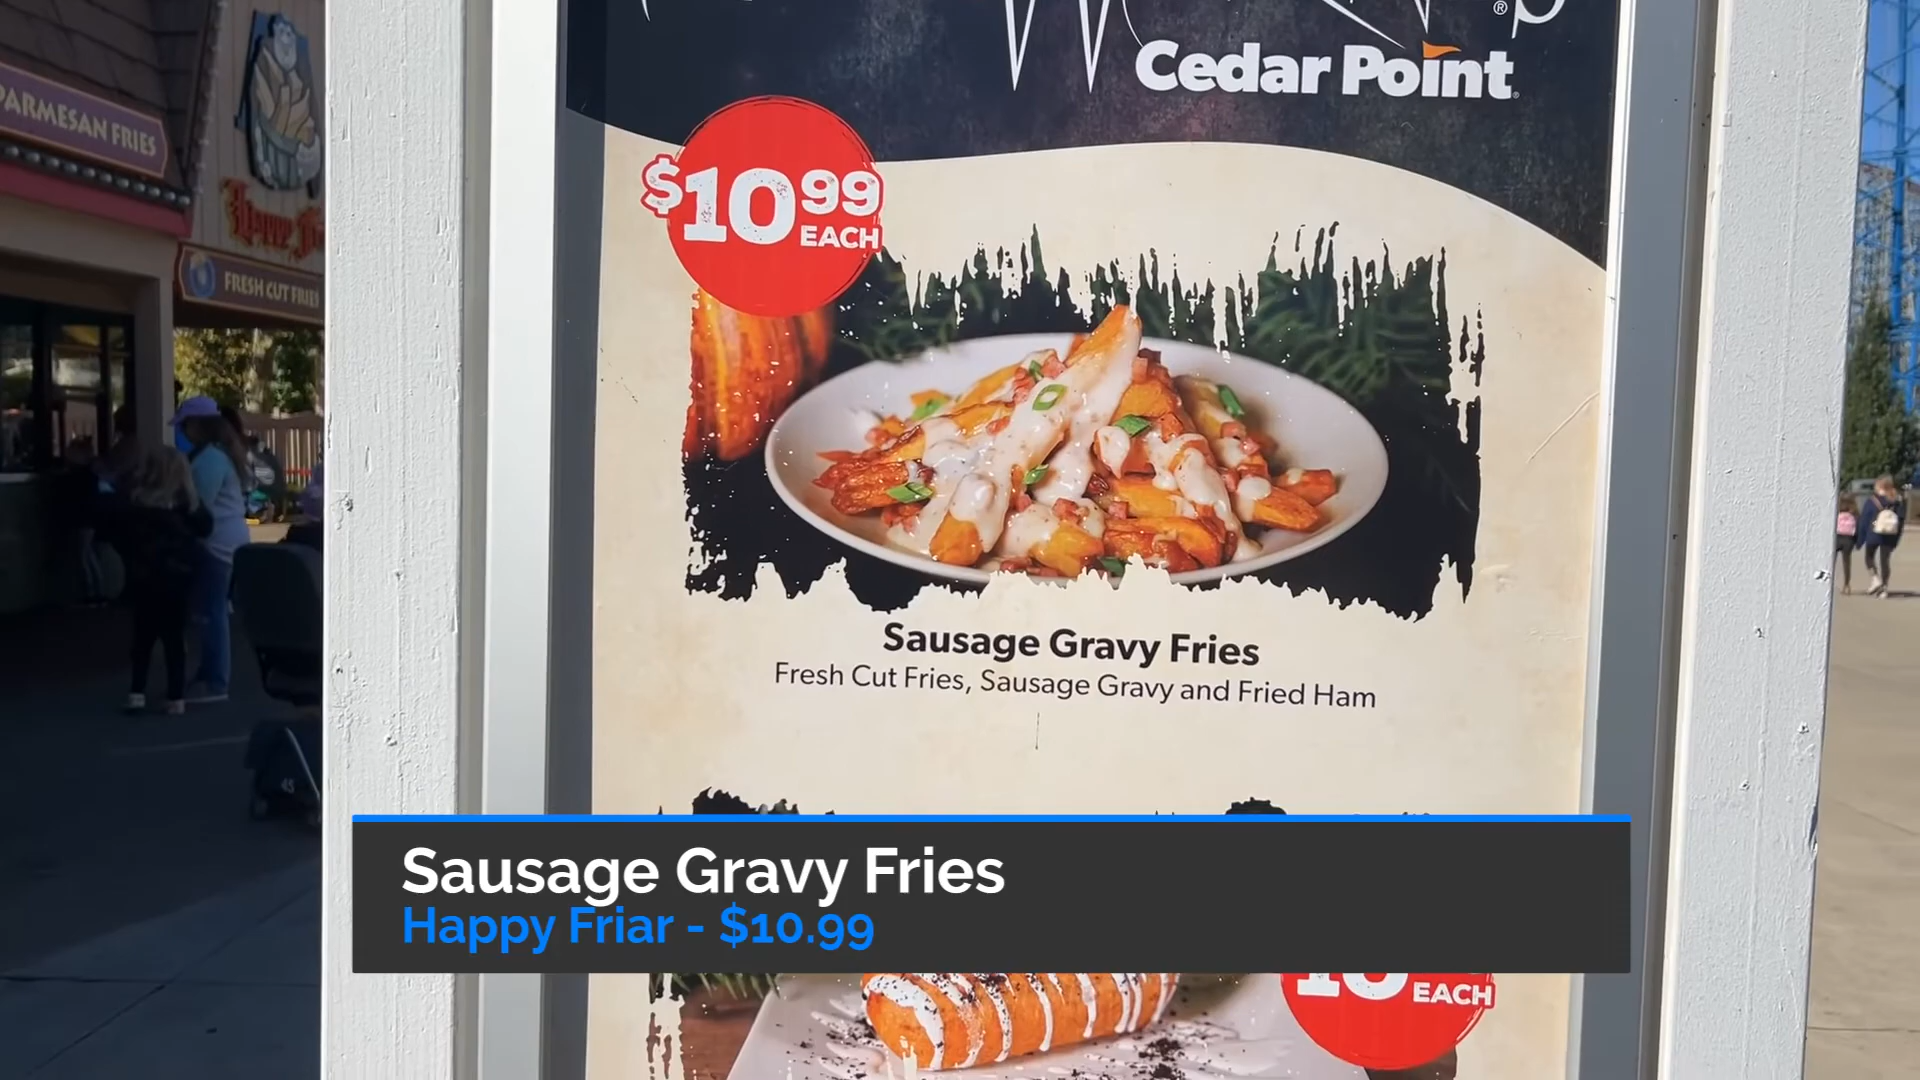 Cedar Point
PARMESAN FRIES
FRESH CUT FRIES
$10 99
EACH
Sausage Gravy Fries
Fresh Cut Fries, Sausage Gravy and Fried Ham
Sausage Gravy Fries
Happy Friar - $10.99
EACH
45